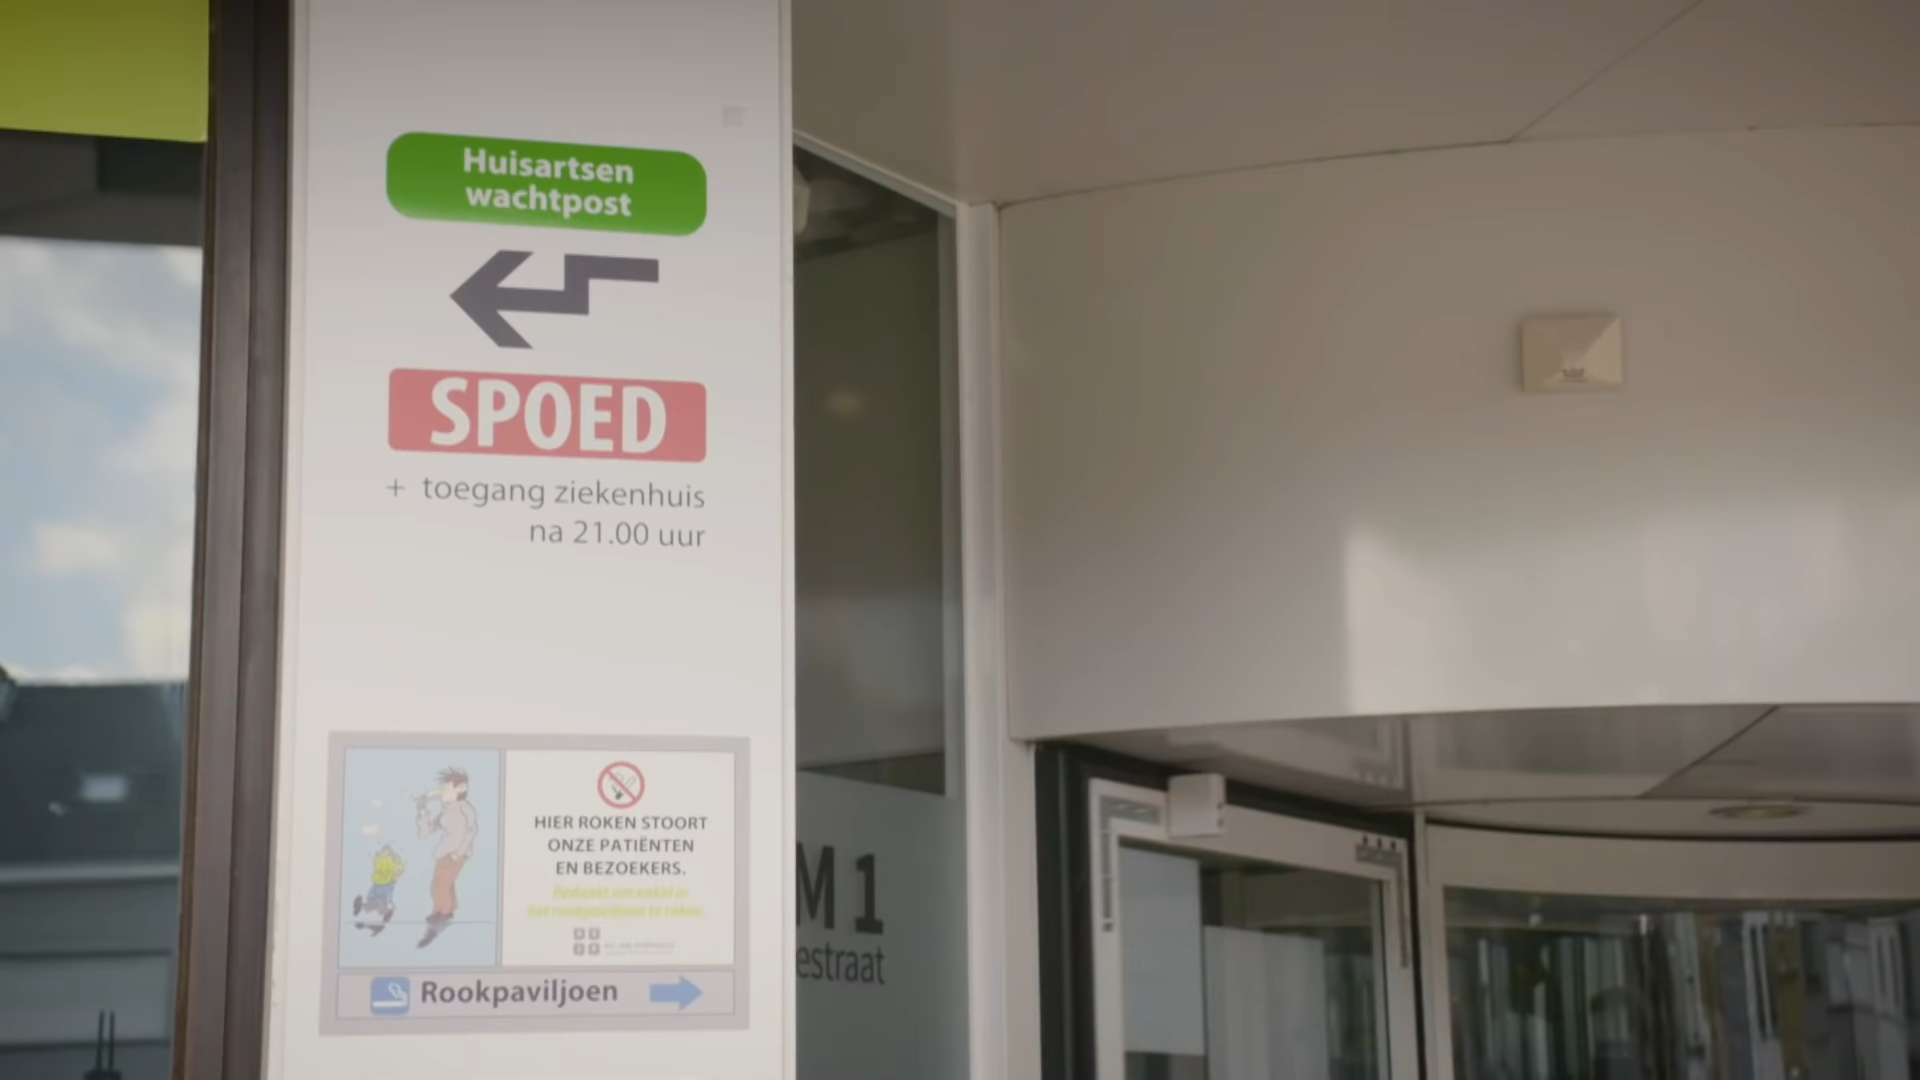 Huisartsen
wachtpost
SPOED
+ toegang ziekenhuis
na 21.00 uur
HIER ROKEN STOORT
ONZE PATIËNTEN
EN BEZOEKERS.
Rookpaviljoen
M 1
estraat